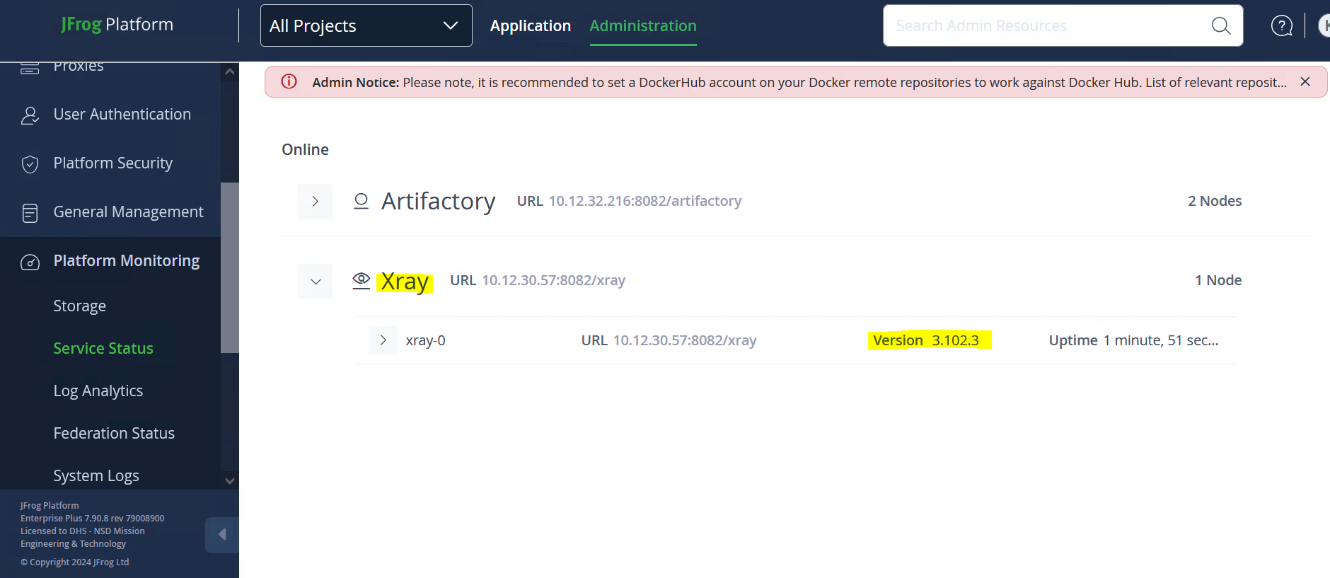 JFrog Platform
All Projects
Application
Administration
Search Admin Resources
Proxies
User Authentication
Platform Security
General Management
Platform Monitoring
Storage
Service Status
Log Analytics
Federation Status
System Logs
JFrog Platform
Enterprise Plus 7.90.8 rev 79008900
Licensed to DHS - NSD Mission
Engineering & Technology
© Copyright 2024 JFrog Ltd
Admin Notice: Please note, it is recommended to set a DockerHub account on your Docker remote repositories to work against Docker Hub. List of relevant reposit...
Online
Artifactory URL 10.12.32.216:8082/artifactory 2 Nodes
Xray URL 10.12.30.57:8082/xray 1 Node
xray-0 URL 10.12.30.57:8082/xray Version 3.102.3 Uptime 1 minute, 51 sec...